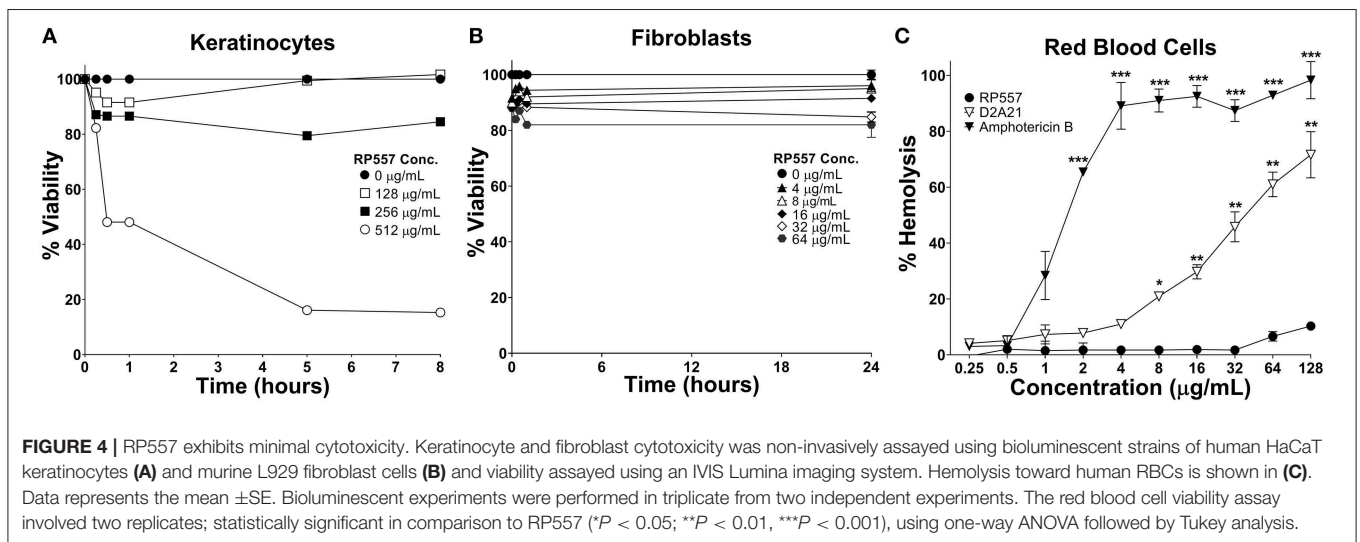 A
Keratinocytes
% Viability
100
80
60
40
20
0
RP557 Conc.
0 μg/mL
128 μg/mL
256 μg/mL
512 μg/mL
0 1 2 3 4 5 6 7 8
Time (hours)
B
Fibroblasts
% Viability
100
80
60
40
20
0
RP557 Conc.
0 μg/mL
4 μg/mL
8 μg/mL
16 μg/mL
32 μg/mL
64 μg/mL
0 6 12 18 24
Time (hours)
C
Red Blood Cells
% Hemolysis
100
80
60
40
20
0
RP557
D2A21
Amphotericin B
*** *** *** *** *** *** ***
* ** ** ** **
0.25 0.5 1 2 4 8 16 32 64 128
Concentration (μg/mL)
FIGURE 4 | RP557 exhibits minimal cytotoxicity. Keratinocyte and fibroblast cytotoxicity was non-invasively assayed using bioluminescent strains of human HaCaT
keratinocytes (A) and murine L929 fibroblast cells (B) and viability assayed using an IVIS Lumina imaging system. Hemolysis toward human RBCs is shown in (C).
Data represents the mean ±SE. Bioluminescent experiments were performed in triplicate from two independent experiments. The red blood cell viability assay
involved two replicates; statistically significant in comparison to RP557 (*P < 0.05; **P < 0.01, ***P < 0.001), using one-way ANOVA followed by Tukey analysis.